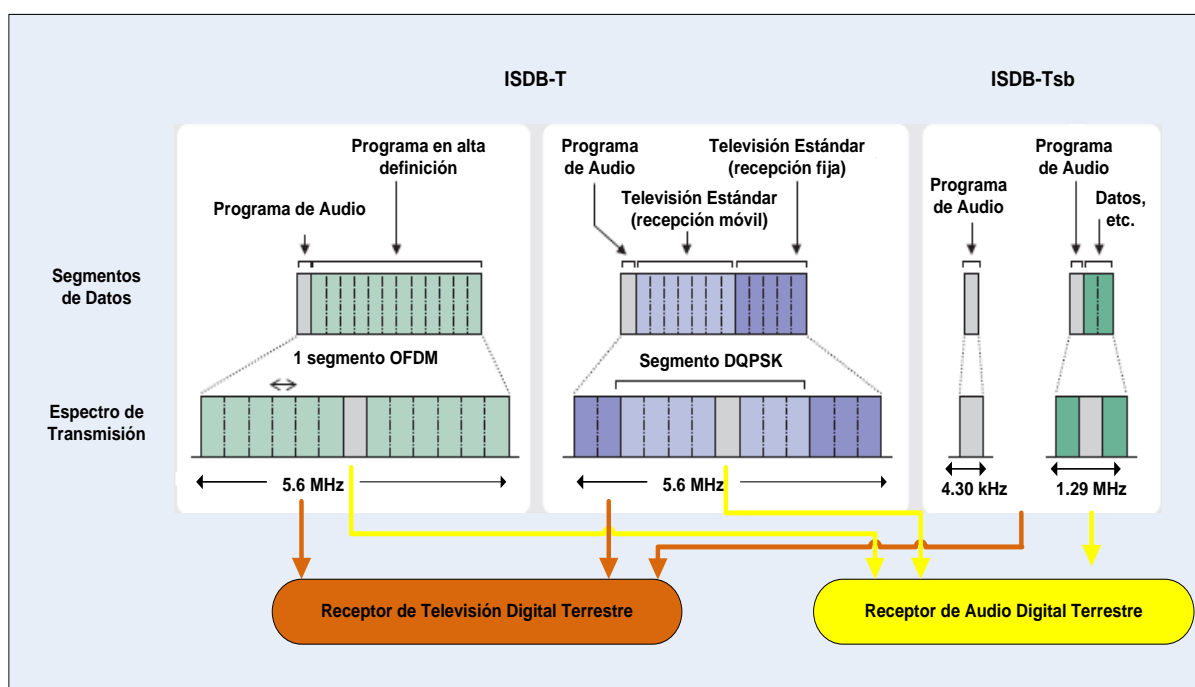 ISDB-T
ISDB-Tsb
Programa en alta
definición
Programa de Audio
Programa
de Audio
Televisión Estándar
(recepción fija)
Televisión Estándar
(recepción móvil)
Programa
de Audio
Programa
de Audio
Datos,
etc.
Segmentos
de Datos
1 segmento OFDM
Segmento DQPSK
Espectro de
Transmisión
5.6 MHz
5.6 MHz
4.30 kHz
1.29 MHz
Receptor de Televisión Digital Terrestre
Receptor de Audio Digital Terrestre